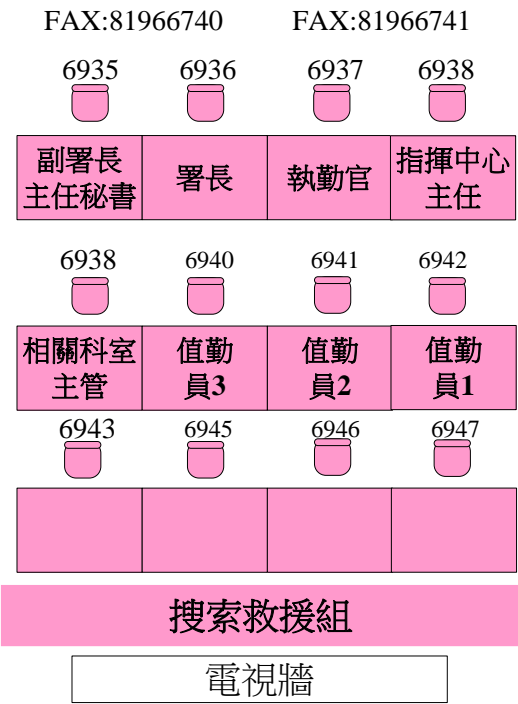 FAX:81966740 FAX:81966741
6935 6936 6937 6938
副署長 主任秘書
署長
執勤官
指揮中心 主任
6938 6940 6941 6942
相關科室 主管
值勤 員3
值勤 員2
值勤 員1
6943 6945 6946 6947
搜索救援組
電視牆